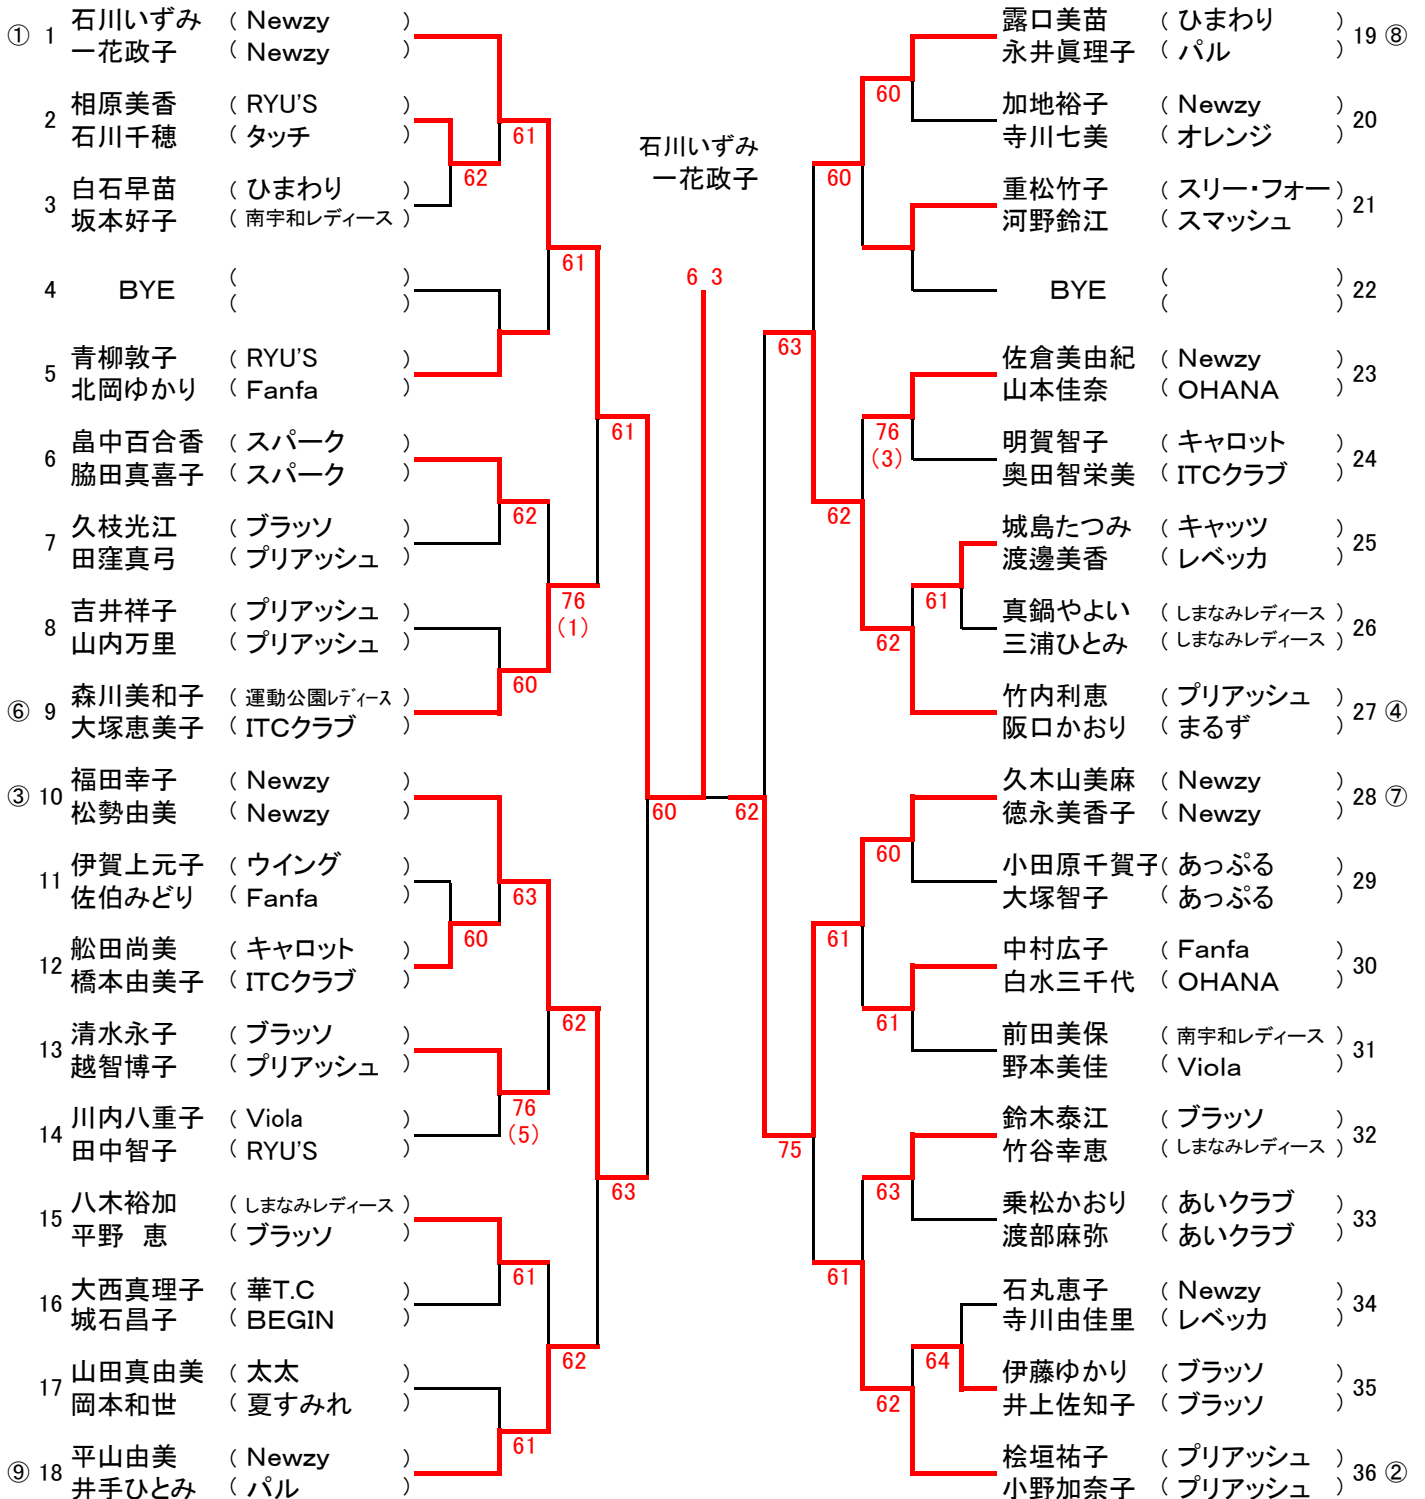 ① 1 石川いずみ ( Newzy )
一花政子 ( Newzy )
2 相原美香 ( RYU'S )
石川千穂 ( タッチ )
62
61
3 白石早苗 ( ひまわり )
坂本好子 ( 南宇和レディース )
4 BYE ( )
( )
61
5 青柳敦子 ( RYU'S )
北岡ゆかり ( Fanfa )
61
6 畠中百合香 ( スパーク )
脇田真喜子 ( スパーク )
62
7 久枝光江 ( ブラッソ )
田窪真弓 ( プリアッシュ )
76
(1)
8 吉井祥子 ( プリアッシュ )
山内万里 ( プリアッシュ )
60
⑥ 9 森川美和子 ( 運動公園レディース )
大塚恵美子 ( ITCクラブ )
③ 10 福田幸子 ( Newzy )
松勢由美 ( Newzy )
60
11 伊賀上元子 ( ウイング )
佐伯みどり ( Fanfa )
63
60
12 舩田尚美 ( キャロット )
橋本由美子 ( ITCクラブ )
62
13 清水永子 ( ブラッソ )
越智博子 ( プリアッシュ )
76
(5)
14 川内八重子 ( Viola )
田中智子 ( RYU'S )
63
15 八木裕加 ( しまなみレディース )
平野 恵 ( ブラッソ )
61
16 大西真理子 ( 華T.C )
城石昌子 ( BEGIN )
62
17 山田真由美 ( 太太 )
岡本和世 ( 夏すみれ )
61
⑨ 18 平山由美 ( Newzy )
井手ひとみ ( パル )
石川いずみ
一花政子
6 3
露口美苗 ( ひまわり ) 19 ⑧
永井眞理子 ( パル )
60
加地裕子 ( Newzy ) 20
寺川七美 ( オレンジ )
60
重松竹子 ( スリー・フォー ) 21
河野鈴江 ( スマッシュ )
BYE ( ) 22
( )
63
佐倉美由紀 ( Newzy ) 23
山本佳奈 ( OHANA )
76
(3)
明賀智子 ( キャロット ) 24
奥田智栄美 ( ITCクラブ )
62
城島たつみ ( キャッツ ) 25
渡邊美香 ( レベッカ )
61
真鍋やよい ( しまなみレディース ) 26
三浦ひとみ ( しまなみレディース )
62
竹内利恵 ( プリアッシュ ) 27 ④
阪口かおり ( まるず )
62
久木山美麻 ( Newzy ) 28 ⑦
徳永美香子 ( Newzy )
60
小田原千賀子 ( あっぷる ) 29
大塚智子 ( あっぷる )
61
中村広子 ( Fanfa ) 30
白水三千代 ( OHANA )
61
前田美保 ( 南宇和レディース ) 31
野本美佳 ( Viola )
75
鈴木泰江 ( ブラッソ ) 32
竹谷幸恵 ( しまなみレディース )
63
乗松かおり ( あいクラブ ) 33
渡部麻弥 ( あいクラブ )
61
石丸恵子 ( Newzy ) 34
寺川由佳里 ( レベッカ )
64
伊藤ゆかり ( ブラッソ ) 35
井上佐知子 ( ブラッソ )
62
桧垣祐子 ( プリアッシュ ) 36 ②
小野加奈子 ( プリアッシュ )